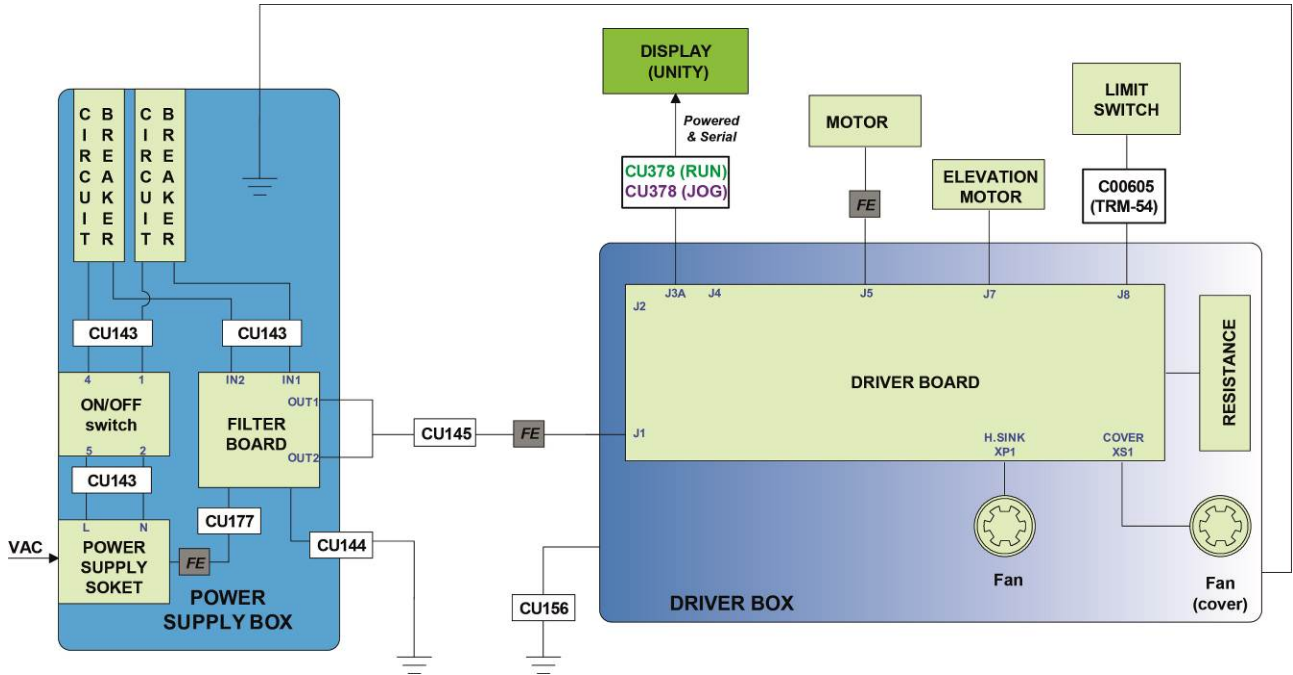 DISPLAY
(UNITY)
Powered
& Serial
CU378 (RUN)
CU378 (JOG)
MOTOR
FE
ELEVATION
MOTOR
LIMIT
SWITCH
C00605
(TRM-54)
CIRCUIT
BREAKER
CIRCUIT
BREAKER
CU143
CU143
4 1
ON/OFF
switch
5 2
CU143
L N
VAC
POWER
SUPPLY
SOKET
FE
CU177
IN2 IN1
OUT1
FILTER
BOARD
OUT2
CU144
POWER
SUPPLY BOX
CU145
FE
CU156
J3A J4 J5 J7 J8
J2
DRIVER BOARD
J1
H.SINK
XP1
COVER
XS1
RESISTANCE
Fan
Fan
(cover)
DRIVER BOX